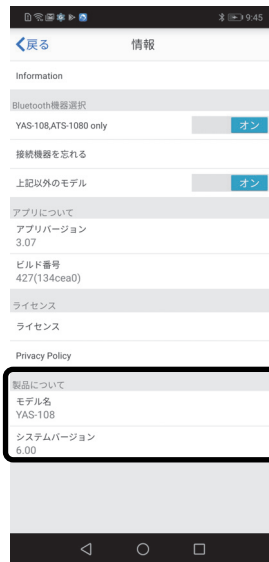 9:45
戻る 情報
Information
Bluetooth機器選択
YAS-108,ATS-1080 only オン
接続機器を忘れる
上記以外のモデル オン
アプリについて
アプリバージョン
3.07
ビルド番号
427(134cea0)
ライセンス
ライセンス
Privacy Policy
製品について
モデル名
YAS-108
システムバージョン
6.00